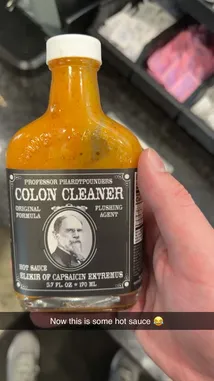 PROFESSOR PHARDTPOUNDERS
COLON CLEANER
ORIGINAL FORMULA
FLUSHING AGENT
HOT SAUCE
ELIXIR OF CAPSAICIN EXTREMUS
5.7 FL OZ • 170 ML
Now this is some hot sauce 😂